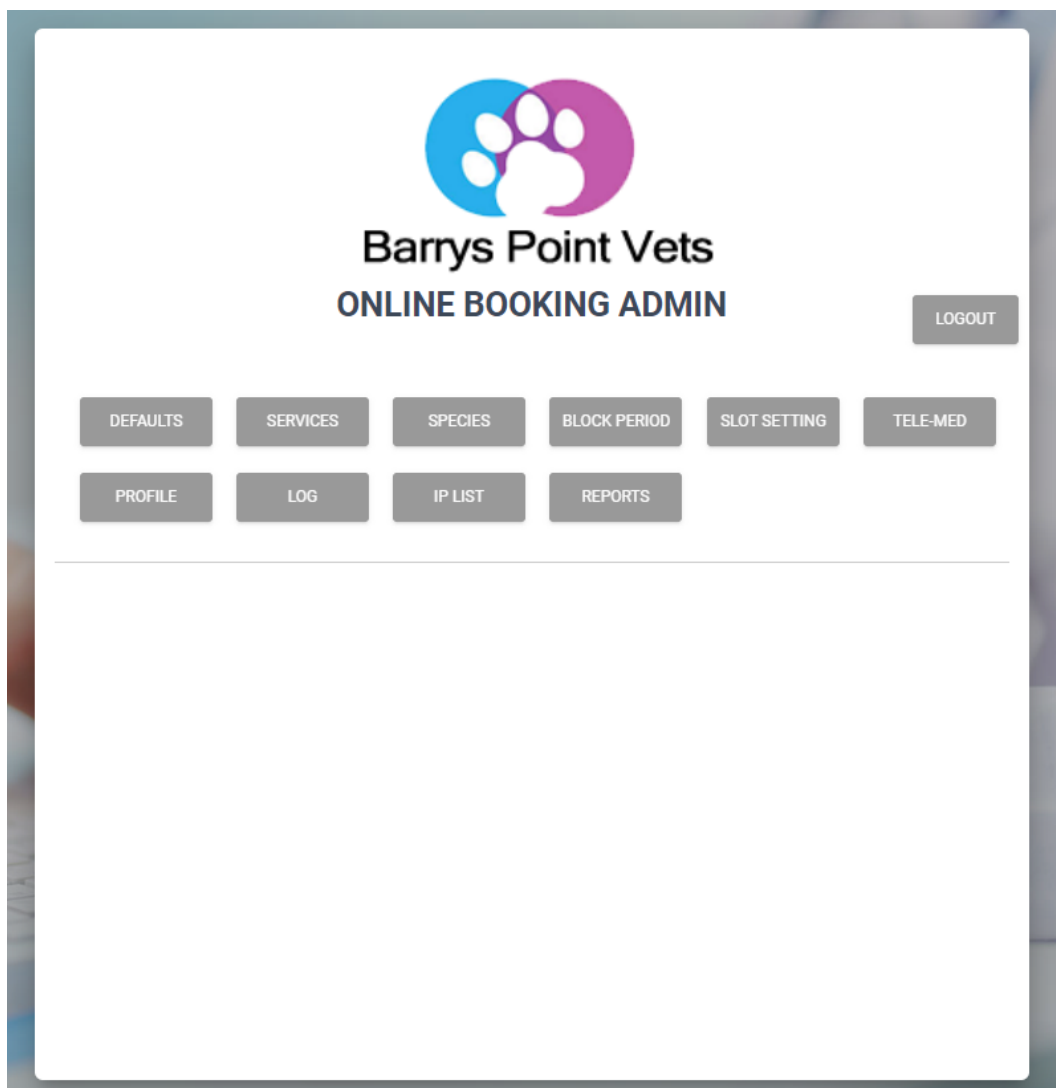 Barrys Point Vets
ONLINE BOOKING ADMIN
LOGOUT
DEFAULTS SERVICES SPECIES BLOCK PERIOD SLOT SETTING TELE-MED
PROFILE LOG IP LIST REPORTS